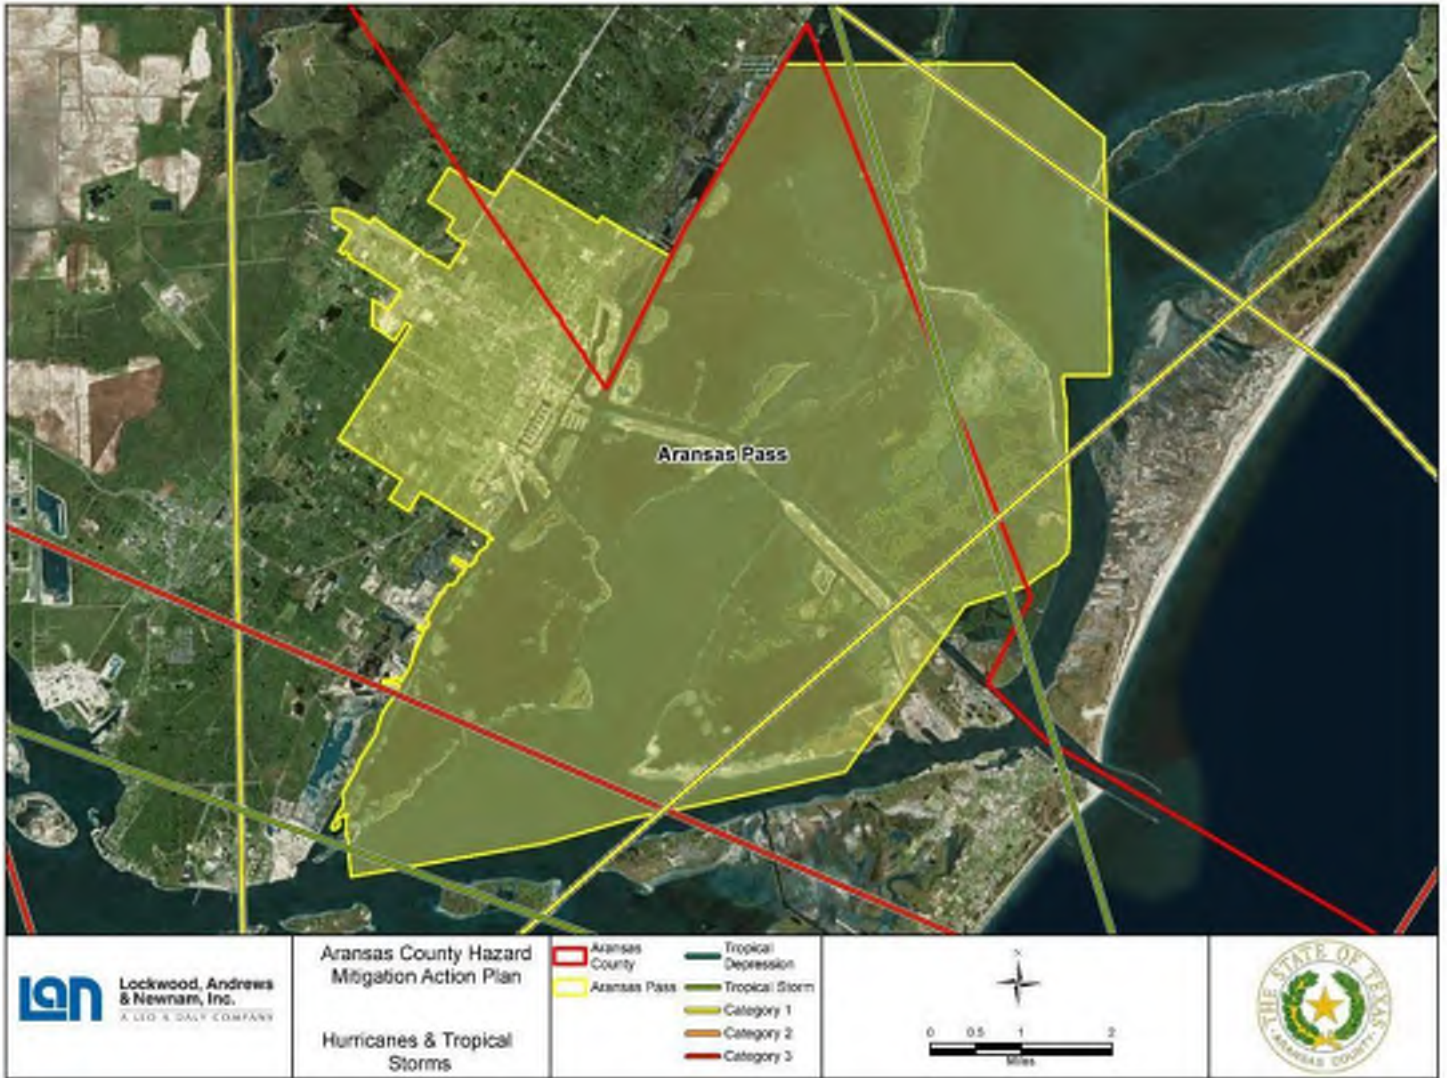 Aransas Pass
LAN
Lockwood, Andrews
& Newnam, Inc.
A LEO A DALY COMPANY
Aransas County Hazard
Mitigation Action Plan
Hurricanes & Tropical
Storms
Aransas
County
Aransas Pass
Tropical
Depression
Tropical Storm
Category 1
Category 2
Category 3
N
0 0.5 1 2
Miles
THE STATE OF TEXAS
ARANSAS COUNTY